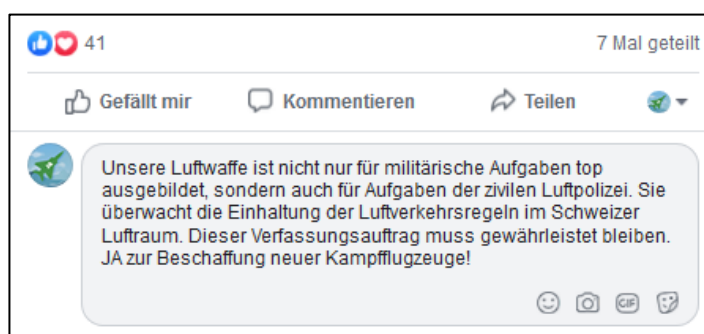 41 7 Mal geteilt
Gefällt mir Kommentieren Teilen
Unsere Luftwaffe ist nicht nur für militärische Aufgaben top
ausgebildet, sondern auch für Aufgaben der zivilen Luftpolizei. Sie
überwacht die Einhaltung der Luftverkehrsregeln im Schweizer
Luftraum. Dieser Verfassungsauftrag muss gewährleistet bleiben.
JA zur Beschaffung neuer Kampfflugzeuge!
GIF